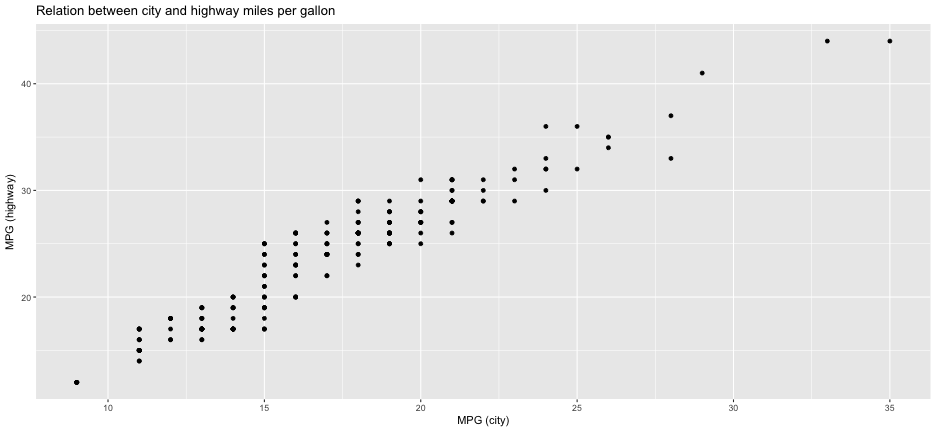 Relation between city and highway miles per gallon
40
30
20
MPG (highway)
10 15 20 25 30 35
MPG (city)